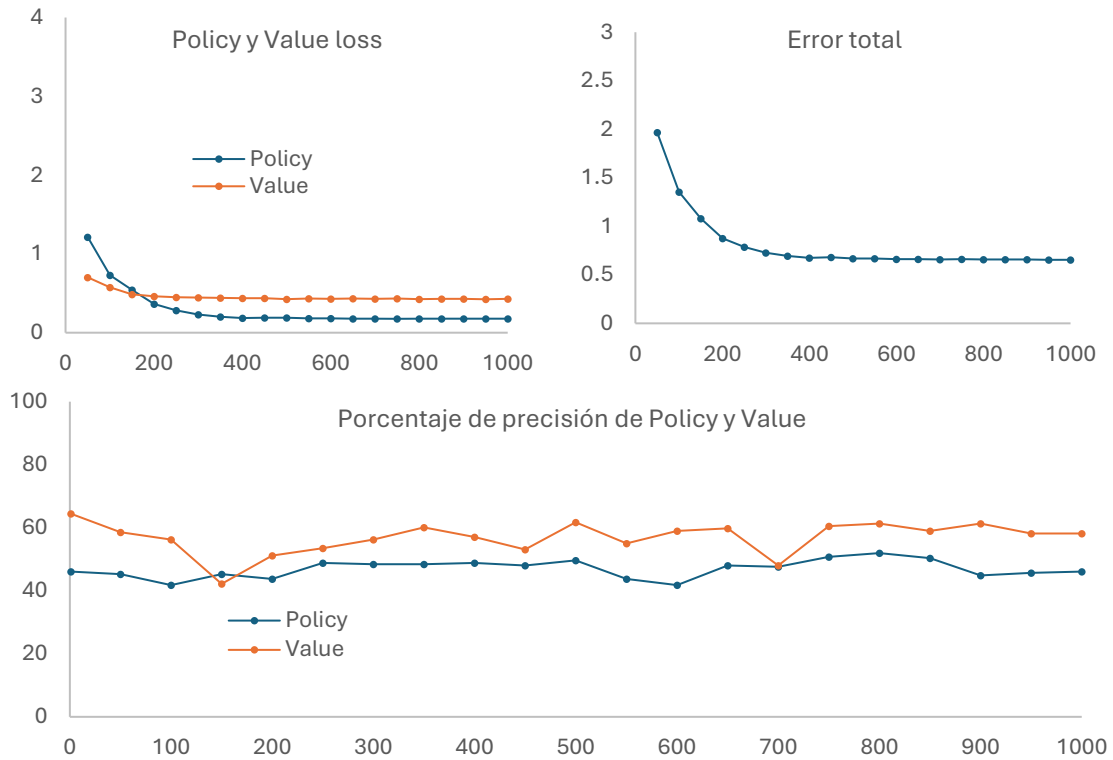 Policy y Value loss
4
3
2
1
0
Policy
Value
0 200 400 600 800 1000
Error total
3
2.5
2
1.5
1
0.5
0
0 200 400 600 800 1000
Porcentaje de precisión de Policy y Value
100
80
60
40
20
0
Policy
Value
0 100 200 300 400 500 600 700 800 900 1000